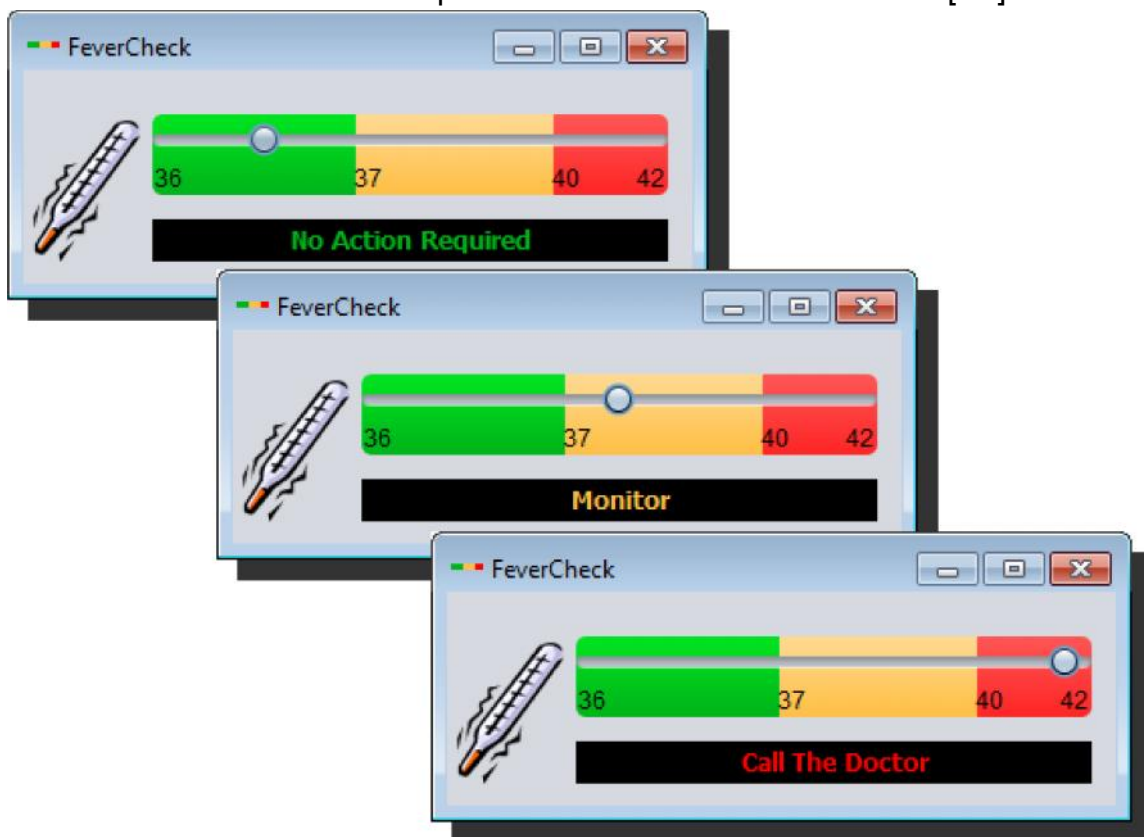 FeverCheck
36 37 40 42
No Action Required
FeverCheck
36 37 40 42
Monitor
FeverCheck
36 37 40 42
Call The Doctor